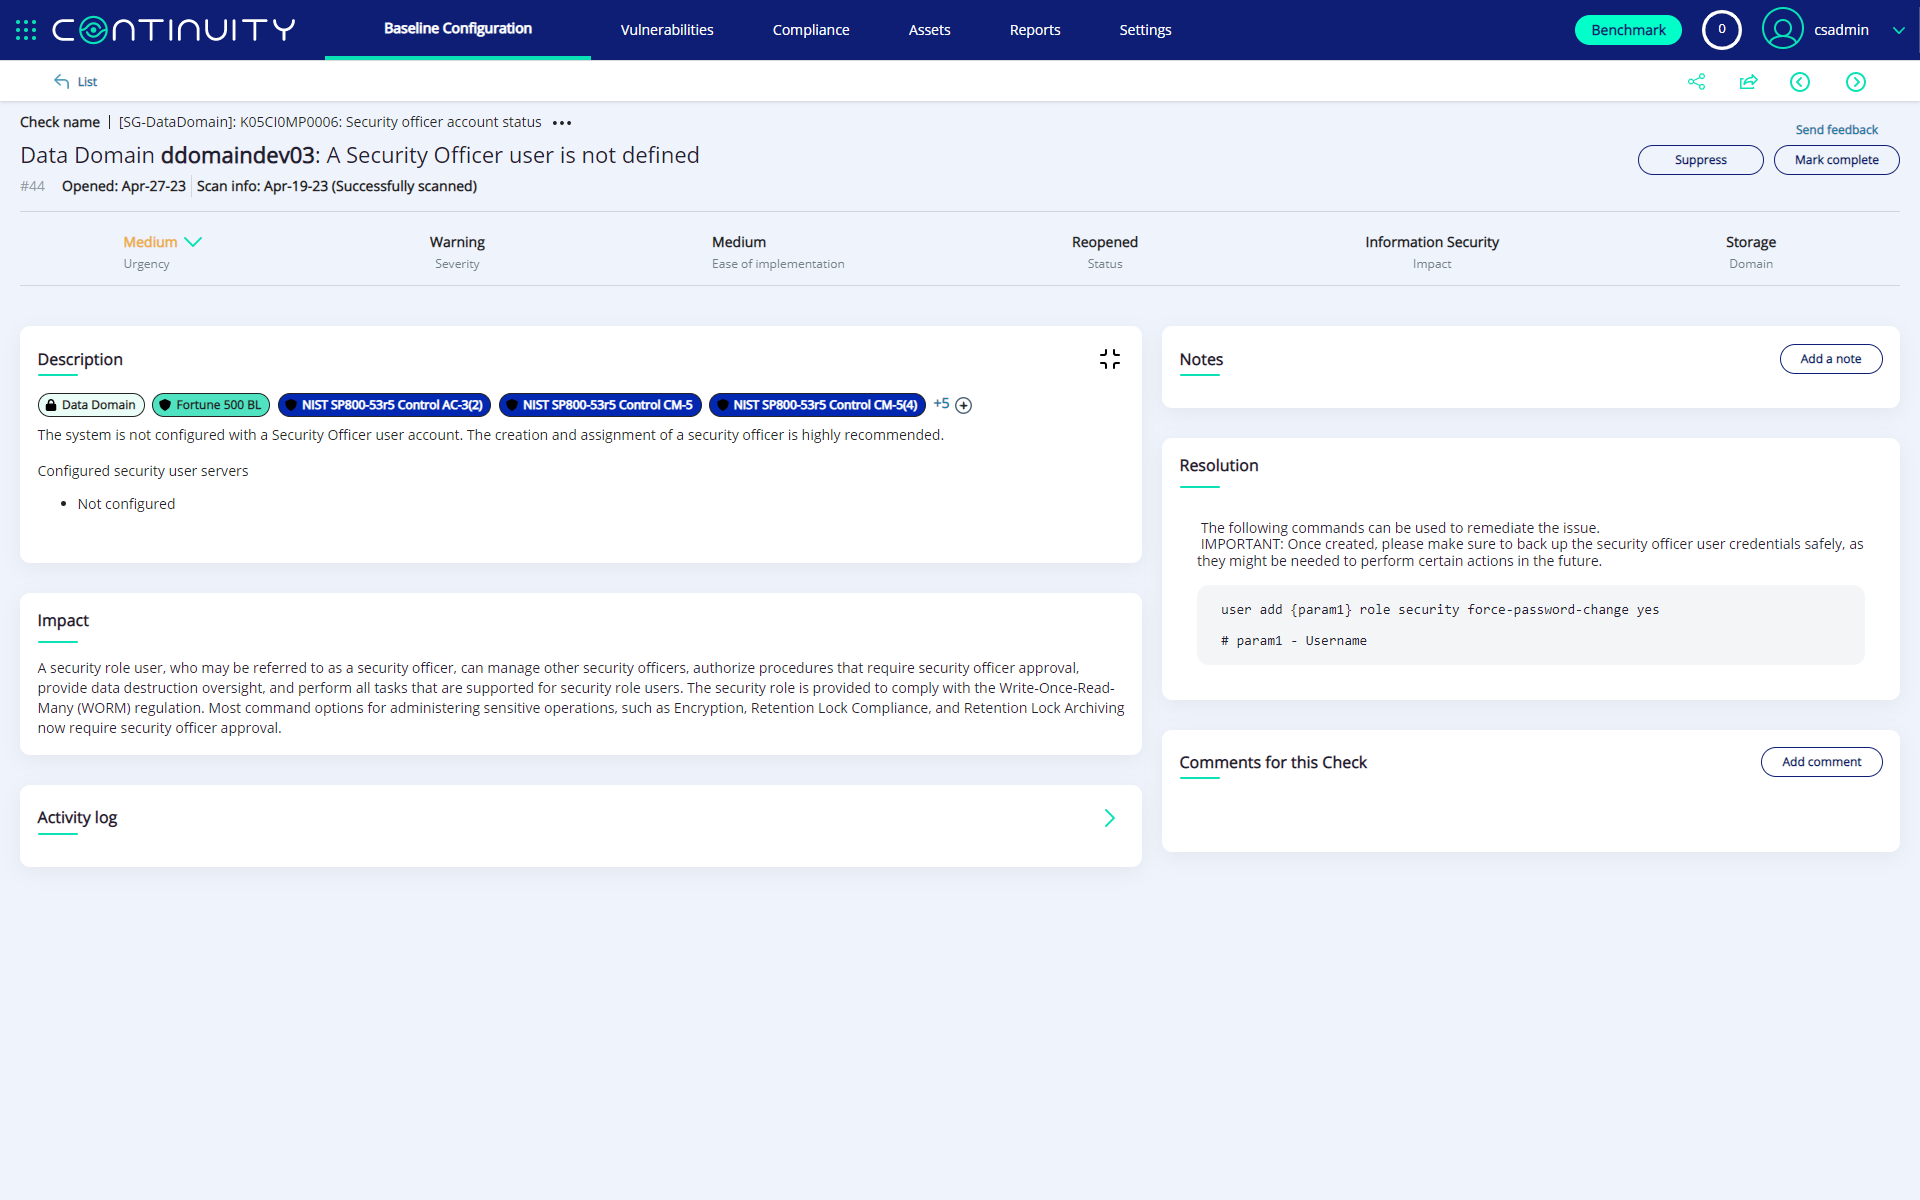 CONTINUITY
Baseline Configuration
Vulnerabilities
Compliance
Assets
Reports
Settings
Benchmark
0
csadmin
List
Check name | [SG-DataDomain]: K05CI0MP0006: Security officer account status •••
Send feedback
Data Domain ddomaindev03: A Security Officer user is not defined
Suppress
Mark complete
#44 Opened: Apr-27-23 Scan info: Apr-19-23 (Successfully scanned)
Medium
Urgency
Warning
Severity
Medium
Ease of implementation
Reopened
Status
Information Security
Impact
Storage
Domain
Description
Data Domain
Fortune 500 BL
NIST SP800-53r5 Control AC-3(2)
NIST SP800-53r5 Control CM-5
NIST SP800-53r5 Control CM-5(4)
+5
The system is not configured with a Security Officer user account. The creation and assignment of a security officer is highly recommended.
Configured security user servers
• Not configured
Impact
A security role user, who may be referred to as a security officer, can manage other security officers, authorize procedures that require security officer approval,
provide data destruction oversight, and perform all tasks that are supported for security role users. The security role is provided to comply with the Write-Once-Read-
Many (WORM) regulation. Most command options for administering sensitive operations, such as Encryption, Retention Lock Compliance, and Retention Lock Archiving
now require security officer approval.
Activity log
Notes
Add a note
Resolution
The following commands can be used to remediate the issue.
IMPORTANT: Once created, please make sure to back up the security officer user credentials safely, as
they might be needed to perform certain actions in the future.
user add {param1} role security force-password-change yes
# param1 - Username
Comments for this Check
Add comment